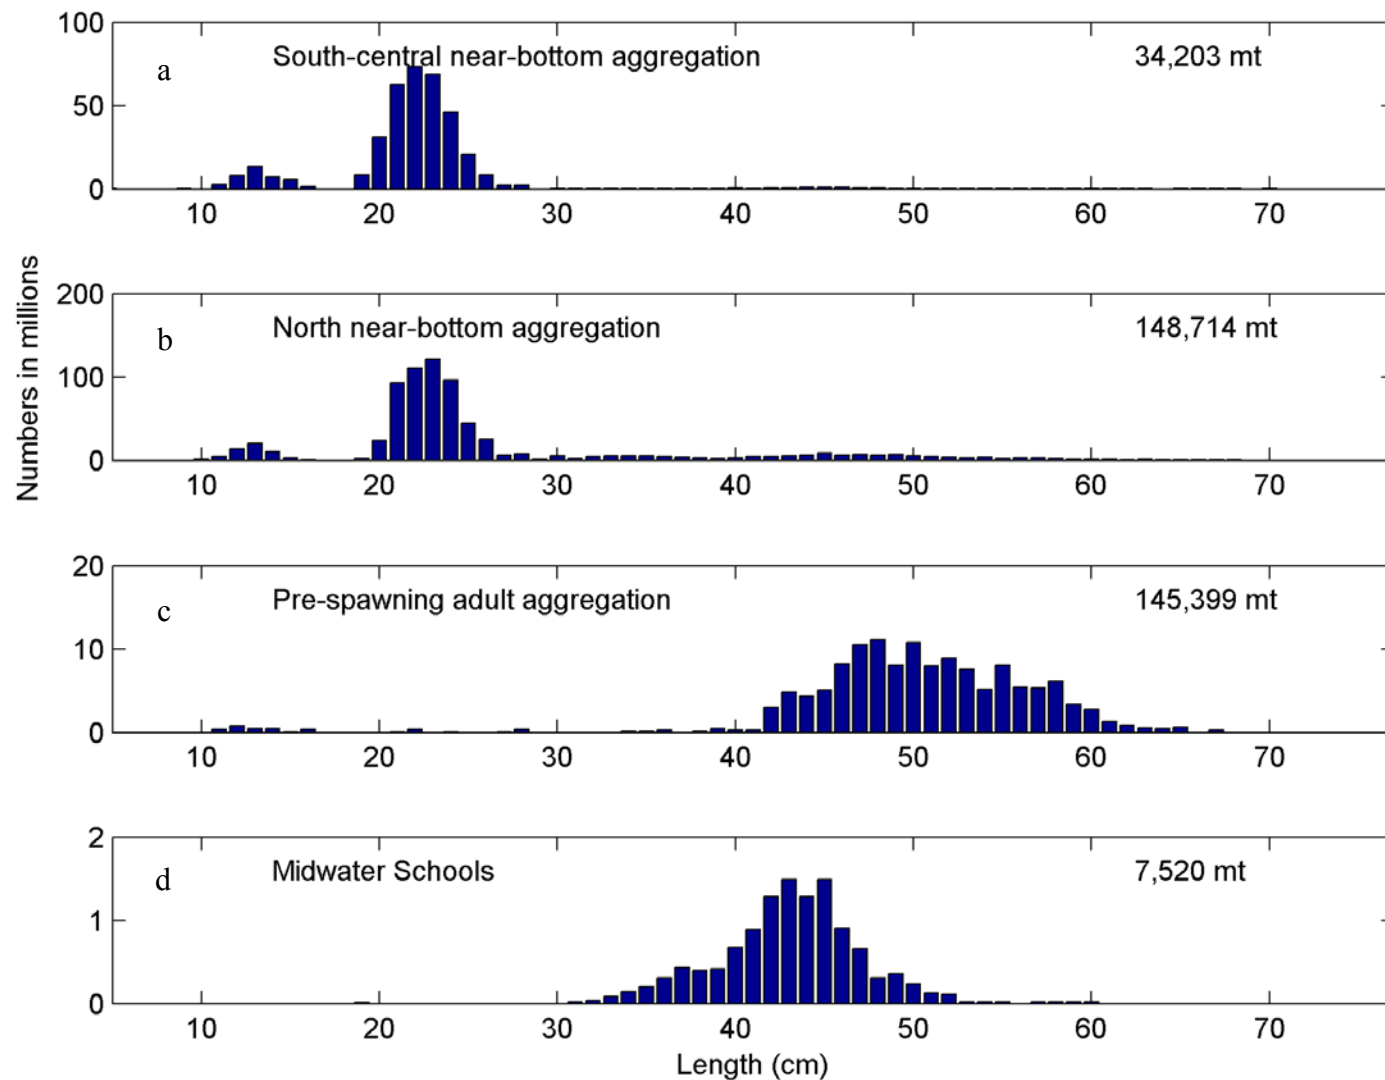 100
a South-central near-bottom aggregation 34,203 mt
50
0
10 20 30 40 50 60 70
Numbers in millions
200
b North near-bottom aggregation 148,714 mt
100
0
10 20 30 40 50 60 70
20
c Pre-spawning adult aggregation 145,399 mt
10
0
10 20 30 40 50 60 70
2
d Midwater Schools 7,520 mt
1
0
10 20 30 40 50 60 70
Length (cm)